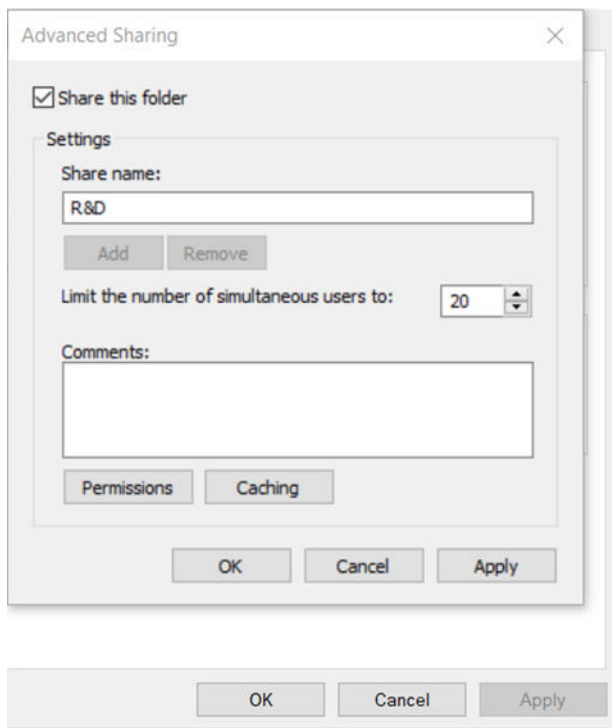 Advanced Sharing
Share this folder
Settings
Share name:
R&D
Add Remove
Limit the number of simultaneous users to: 20
Comments:
Permissions Caching
OK Cancel Apply
OK Cancel Apply